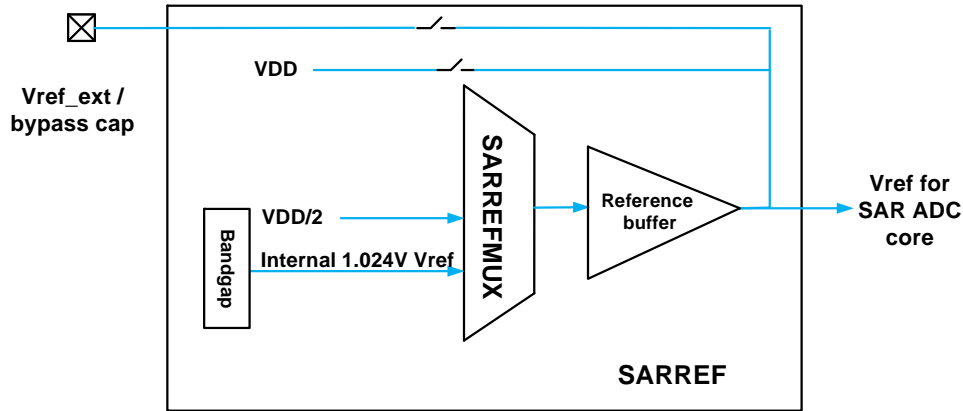 VDD
Vref_ext /
bypass cap
SARREFMUX
Reference
buffer
Vref for
SAR ADC
core
VDD/2
Bandgap
Internal 1.024V Vref
SARREF